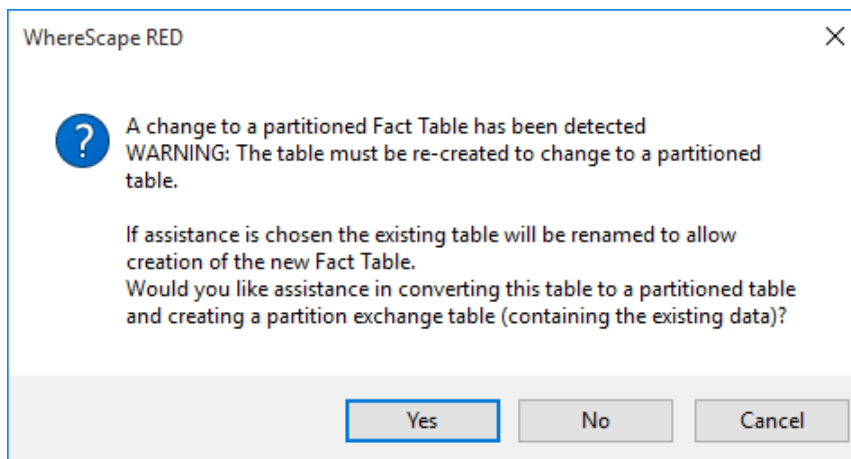 WhereScape RED
?
A change to a partitioned Fact Table has been detected
WARNING: The table must be re-created to change to a partitioned
table.
If assistance is chosen the existing table will be renamed to allow
creation of the new Fact Table.
Would you like assistance in converting this table to a partitioned table
and creating a partition exchange table (containing the existing data)?
Yes No Cancel